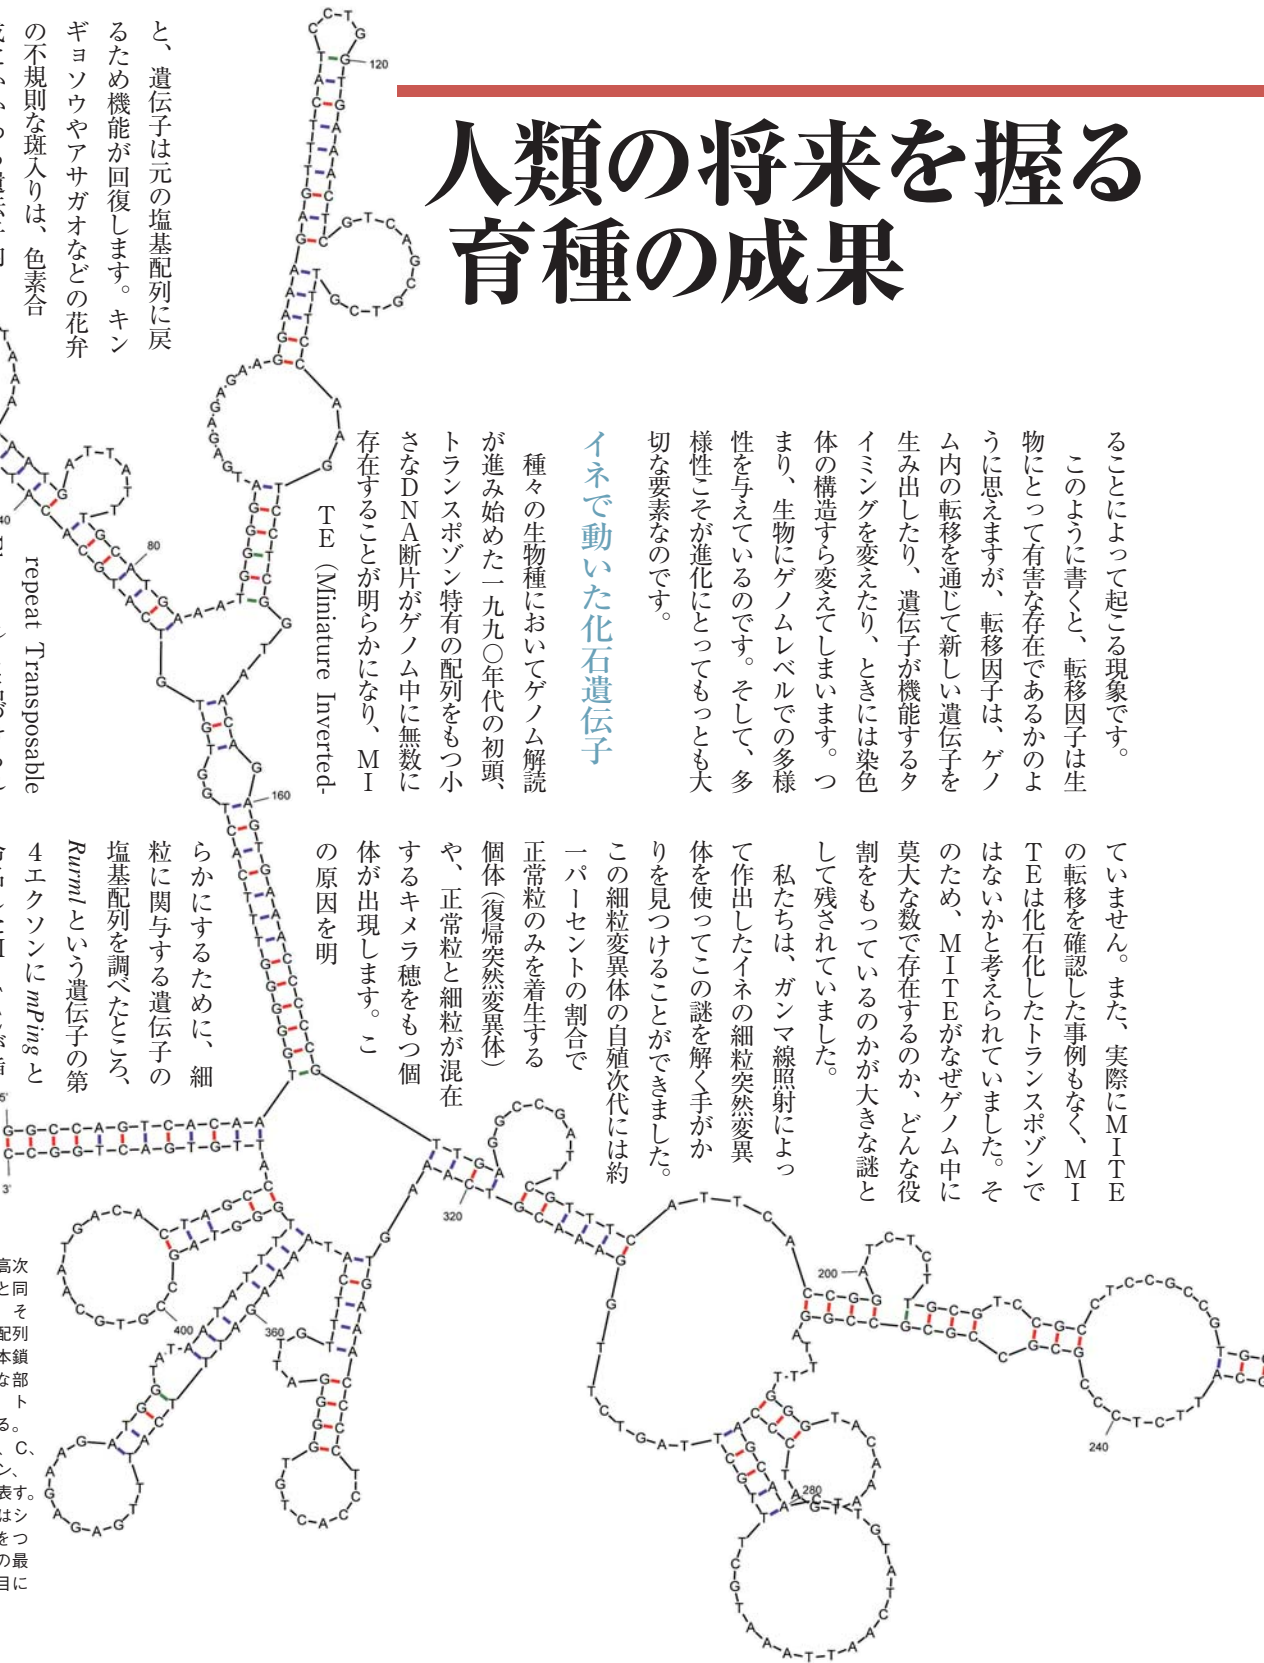 人類の将来を握る
育種の成果
ることによって起こる現象です。
このように書くと、転移因子は生
物にとって有害な存在であるかのよ
うに思えますが、転移因子は、ゲノ
ム内の転移を通じて新しい遺伝子を
生み出したり、遺伝子が機能するタ
イミングを変えたり、ときには染色
体の構造すら変えてしまいます。つ
まり、生物にゲノムレベルでの多様
性を与えているのです。そして、多
様性こそが進化にとってもっとも大
切な要素なのです。
イネで動いた化石遺伝子
種々の生物種においてゲノム解読
が進み始めた一九九〇年代の初頭、
トランスポゾン特有の配列をもつ小
さなDNA断片がゲノム中に無数に
存在することが明らかになり、MI
TE（Miniature Inverted-
repeat Transposable
ていません。また、実際にMITE
の転移を確認した事例もなく、MI
TEは化石化したトランスポゾンで
はないかと考えられていました。そ
のため、MITEがなぜゲノム中に
莫大な数で存在するのか、どんな役
割をもっているのかが大きな謎と
して残されていました。
私たちは、ガンマ線照射によっ
て作出したイネの細粒突然変異
体を使ってこの謎を解く手がか
りを見つけることができました。
この細粒変異体の自殖次代には約
一パーセントの割合で
正常粒のみを着生する
個体（復帰突然変異体）
や、正常粒と細粒が混在
するキメラ穂をもつ個
体が出現します。こ
の原因を明
らかにするために、細
粒に関与する遺伝子の
塩基配列を調べたところ、
Rurmlという遺伝子の第
４エクソンにmPingと
と、遺伝子は元の塩基配列に戻
るため機能が回復します。キン
ギョソウやアサガオなどの花弁
の不規則な斑入りは、色素合
120
80
40
160
320
200
240
280
360
400
5'
3'
高次
と同
そ
配列
本鎖
な部
ト
る。
、C、
ン、
表す。
はシ
をつ
の最
目に